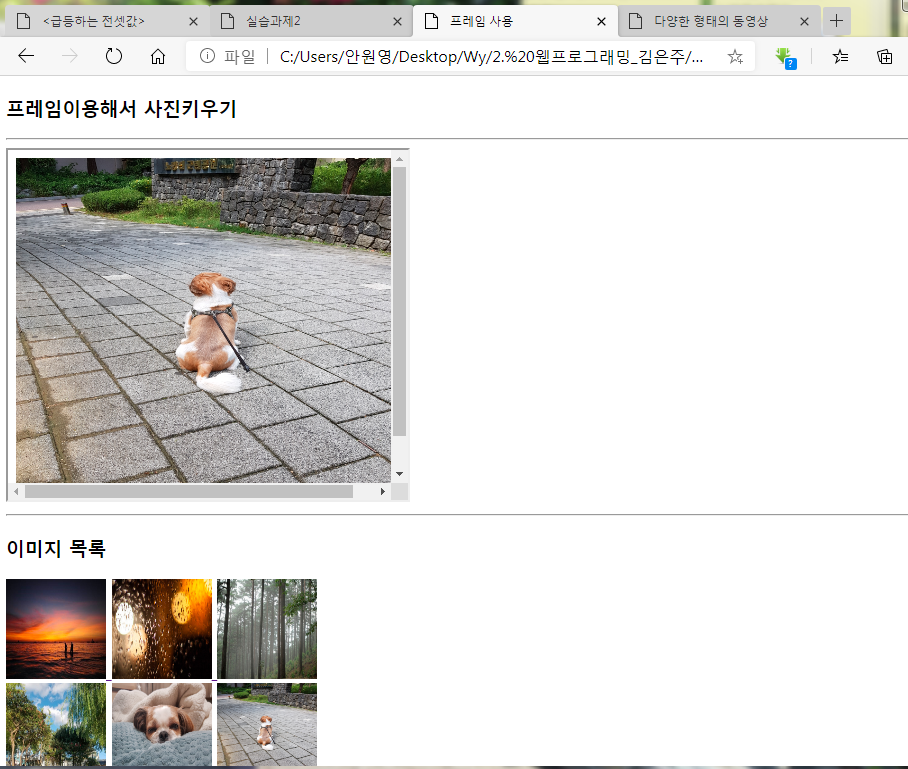 <급등하는 전셋값>
실습과제2
프레임 사용
다양한 형태의 동영상
파일 C:/Users/안원영/Desktop/Wy/2.%20웹프로그래밍_김은주/...
?
프레임이용해서 사진키우기
이미지 목록